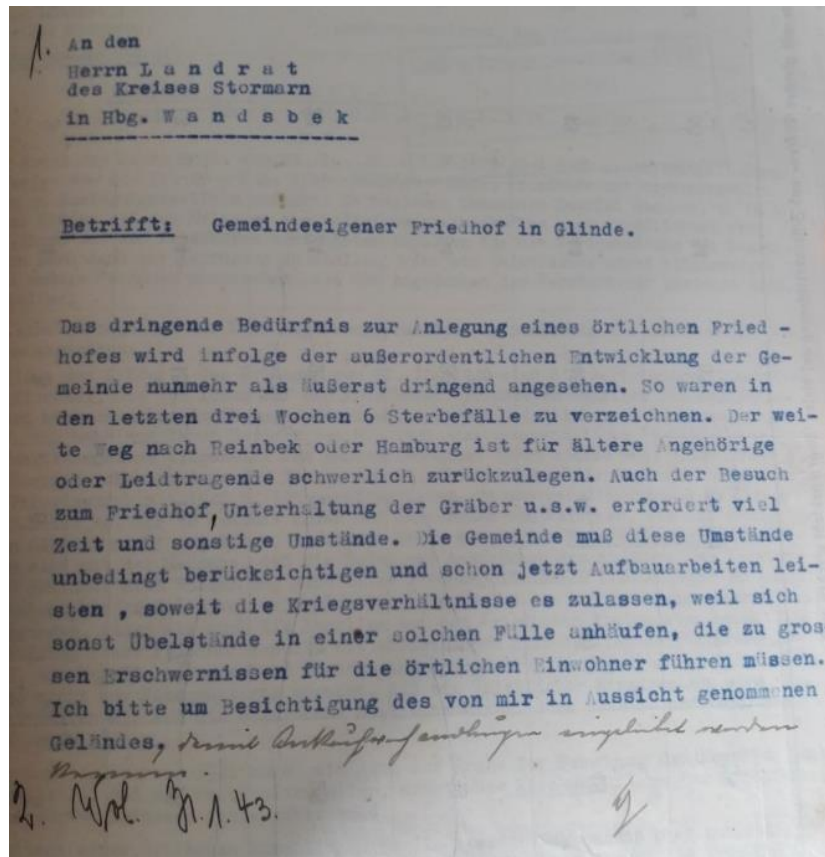 1. An den
Herrn L a n d r a t
des Kreises Stormarn
in Hbg. W a n d s b e k
Betrifft: Gemeindeeigener Friedhof in Glinde.
Das dringende Bedürfnis zur Anlegung eines örtlichen Fried -
hofes wird infolge der außerordentlichen Entwicklung der Ge-
meinde nunmehr als äußerst dringend angesehen. So waren in
den letzten drei Wochen 6 Sterbefälle zu verzeichnen. Der wei-
te Weg nach Reinbek oder Hamburg ist für ältere Angehörige
oder Leidtragende schwerlich zurückzulegen. Auch der Besuch
zum Friedhof, Unterhaltung der Gräber u.s.w. erfordert viel
Zeit und sonstige Umstände. Die Gemeinde muß diese Umstände
unbedingt berücksichtigen und schon jetzt Aufbauarbeiten lei-
sten , soweit die Kriegsverhältnisse es zulassen, weil sich
sonst Übelstände in einer solchen Fülle anhäufen, die zu gros
sen Erschwernissen für die örtlichen Einwohner führen müssen.
Ich bitte um Besichtigung des von mir in Aussicht genommenen
Geländes, damit Ankaufverhandlungen eingeleitet werden
können.
2. Wvl. 31.1.43.